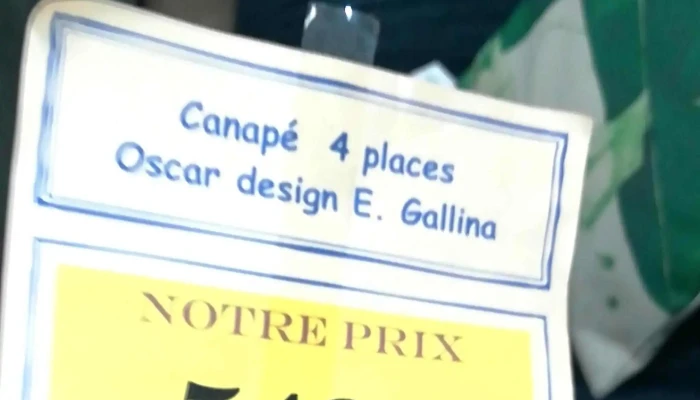 Canapé 4 places
Oscar design E. Gallina
NOTRE PRIX